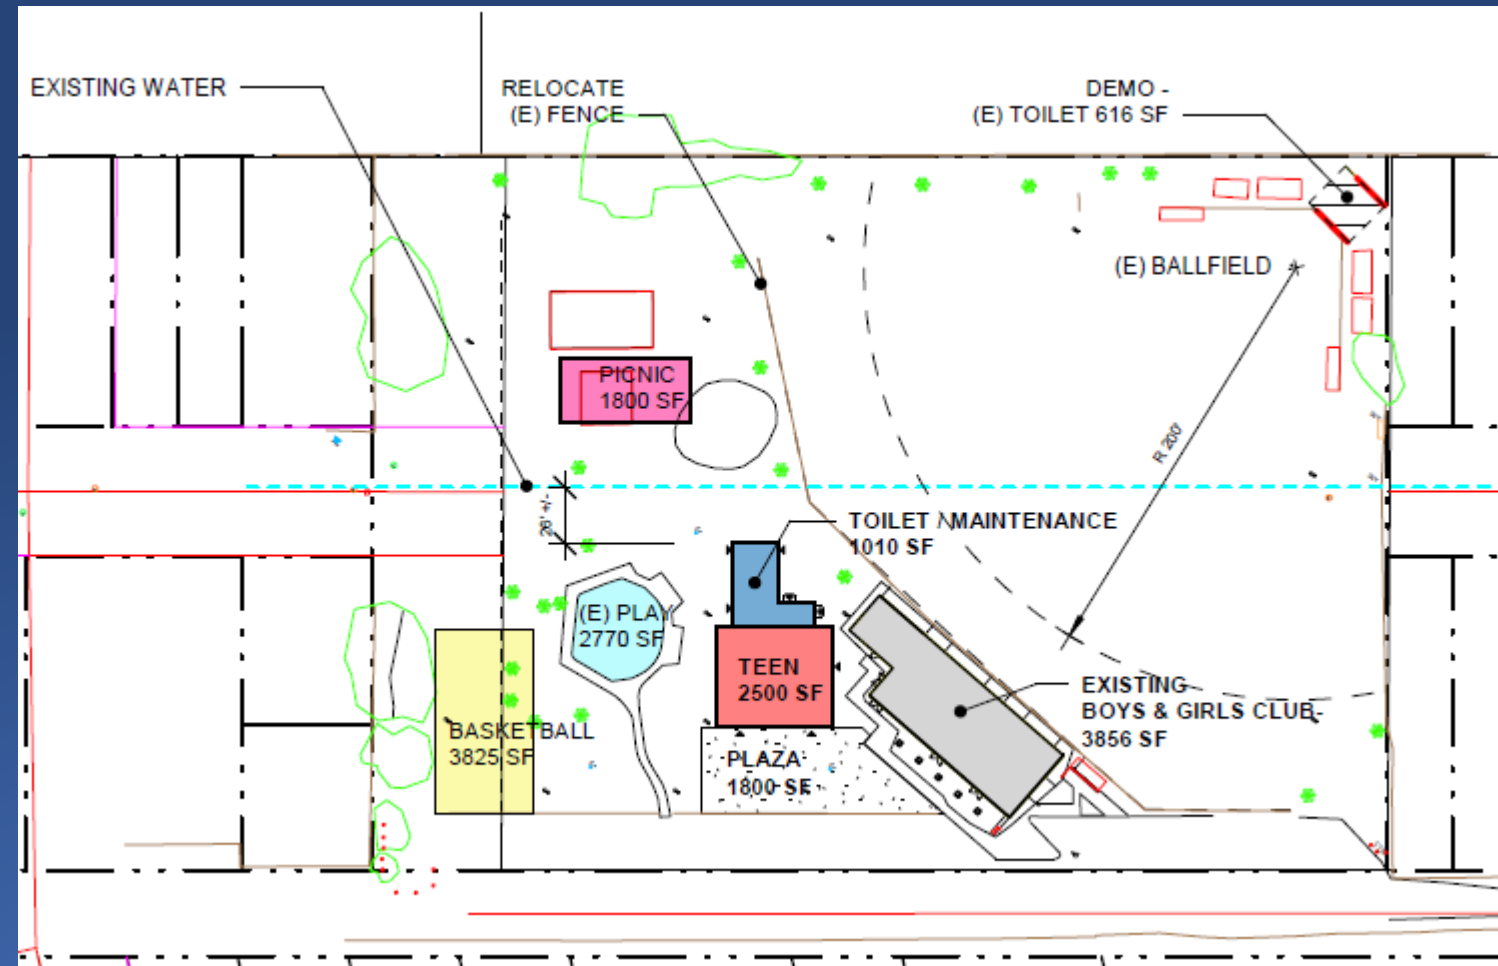 EXISTING WATER
RELOCATE
(E) FENCE
DEMO -
(E) TOILET 616 SF
(E) BALLFIELD
PICNIC
1800 SF
R 200'
26' +/-
TOILET / MAINTENANCE
1010 SF
(E) PLAY
2770 SF
TEEN
2500 SF
EXISTING
BOYS & GIRLS CLUB-
3856 SF
BASKETBALL
3825 SF
PLAZA
1800 SF